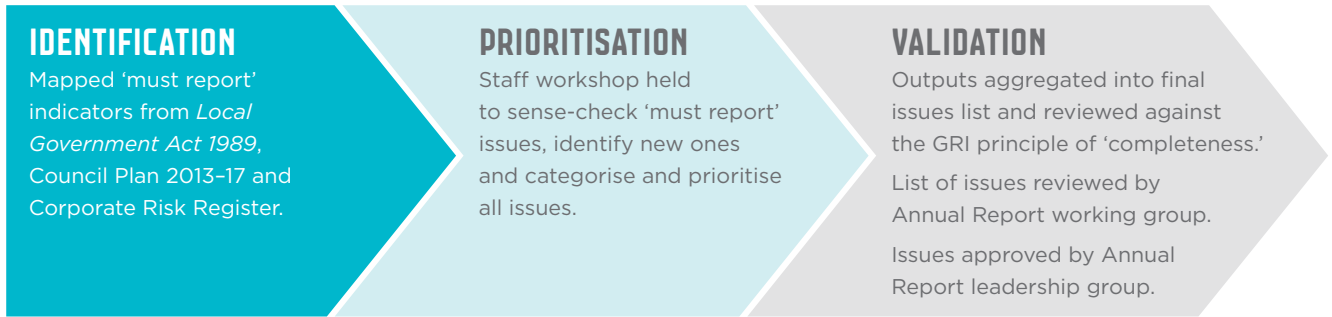 IDENTIFICATION
Mapped ‘must report’
indicators from Local
Government Act 1989,
Council Plan 2013–17 and
Corporate Risk Register.
PRIORITISATION
Staff workshop held
to sense-check ‘must report’
issues, identify new ones
and categorise and prioritise
all issues.
VALIDATION
Outputs aggregated into final
issues list and reviewed against
the GRI principle of ‘completeness.’
List of issues reviewed by
Annual Report working group.
Issues approved by Annual
Report leadership group.